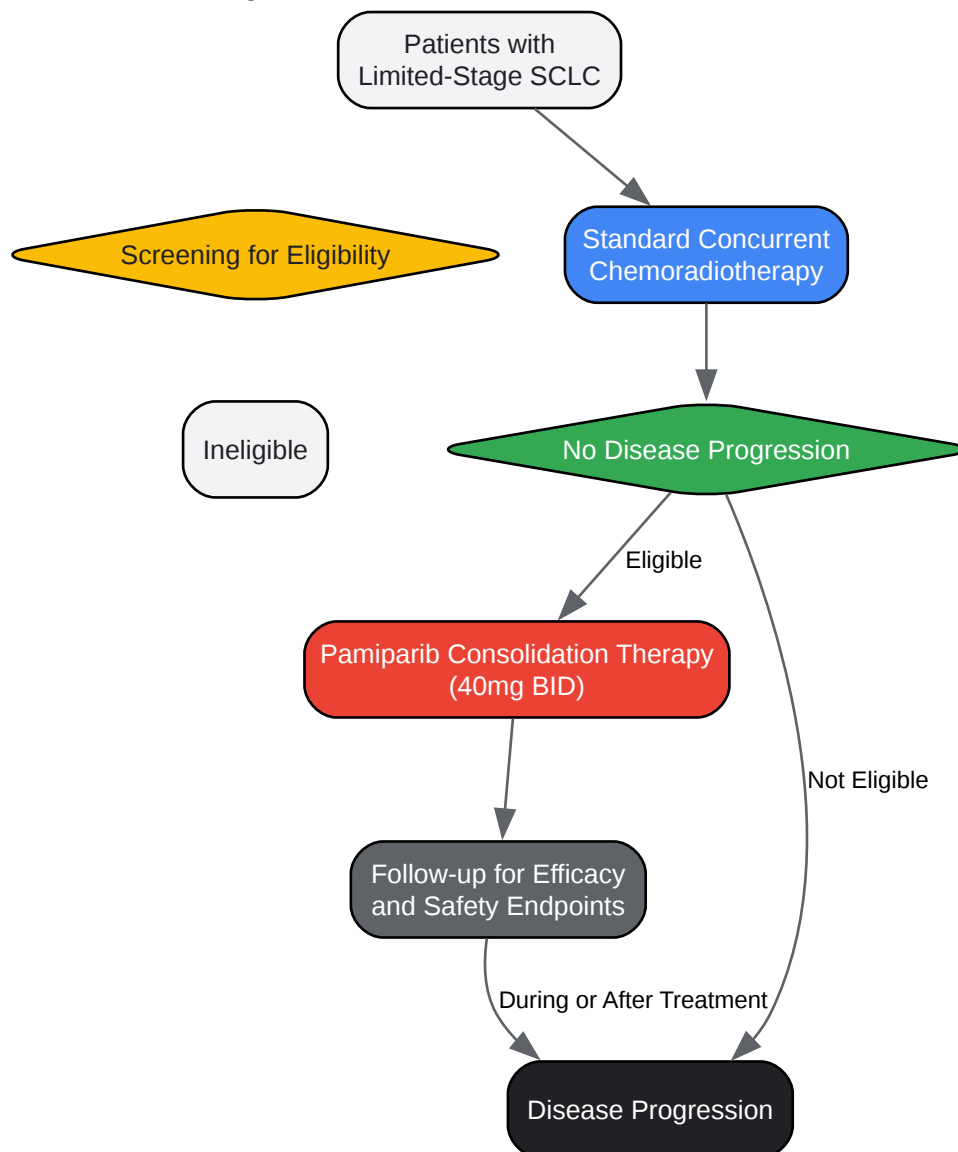 Patients with
Limited-Stage SCLC
Screening for Eligibility
Standard Concurrent
Chemoradiotherapy
Ineligible
No Disease Progression
Eligible
Pamiparib Consolidation Therapy
(40mg BID)
Not Eligible
Follow-up for Efficacy
and Safety Endpoints
During or After Treatment
Disease Progression